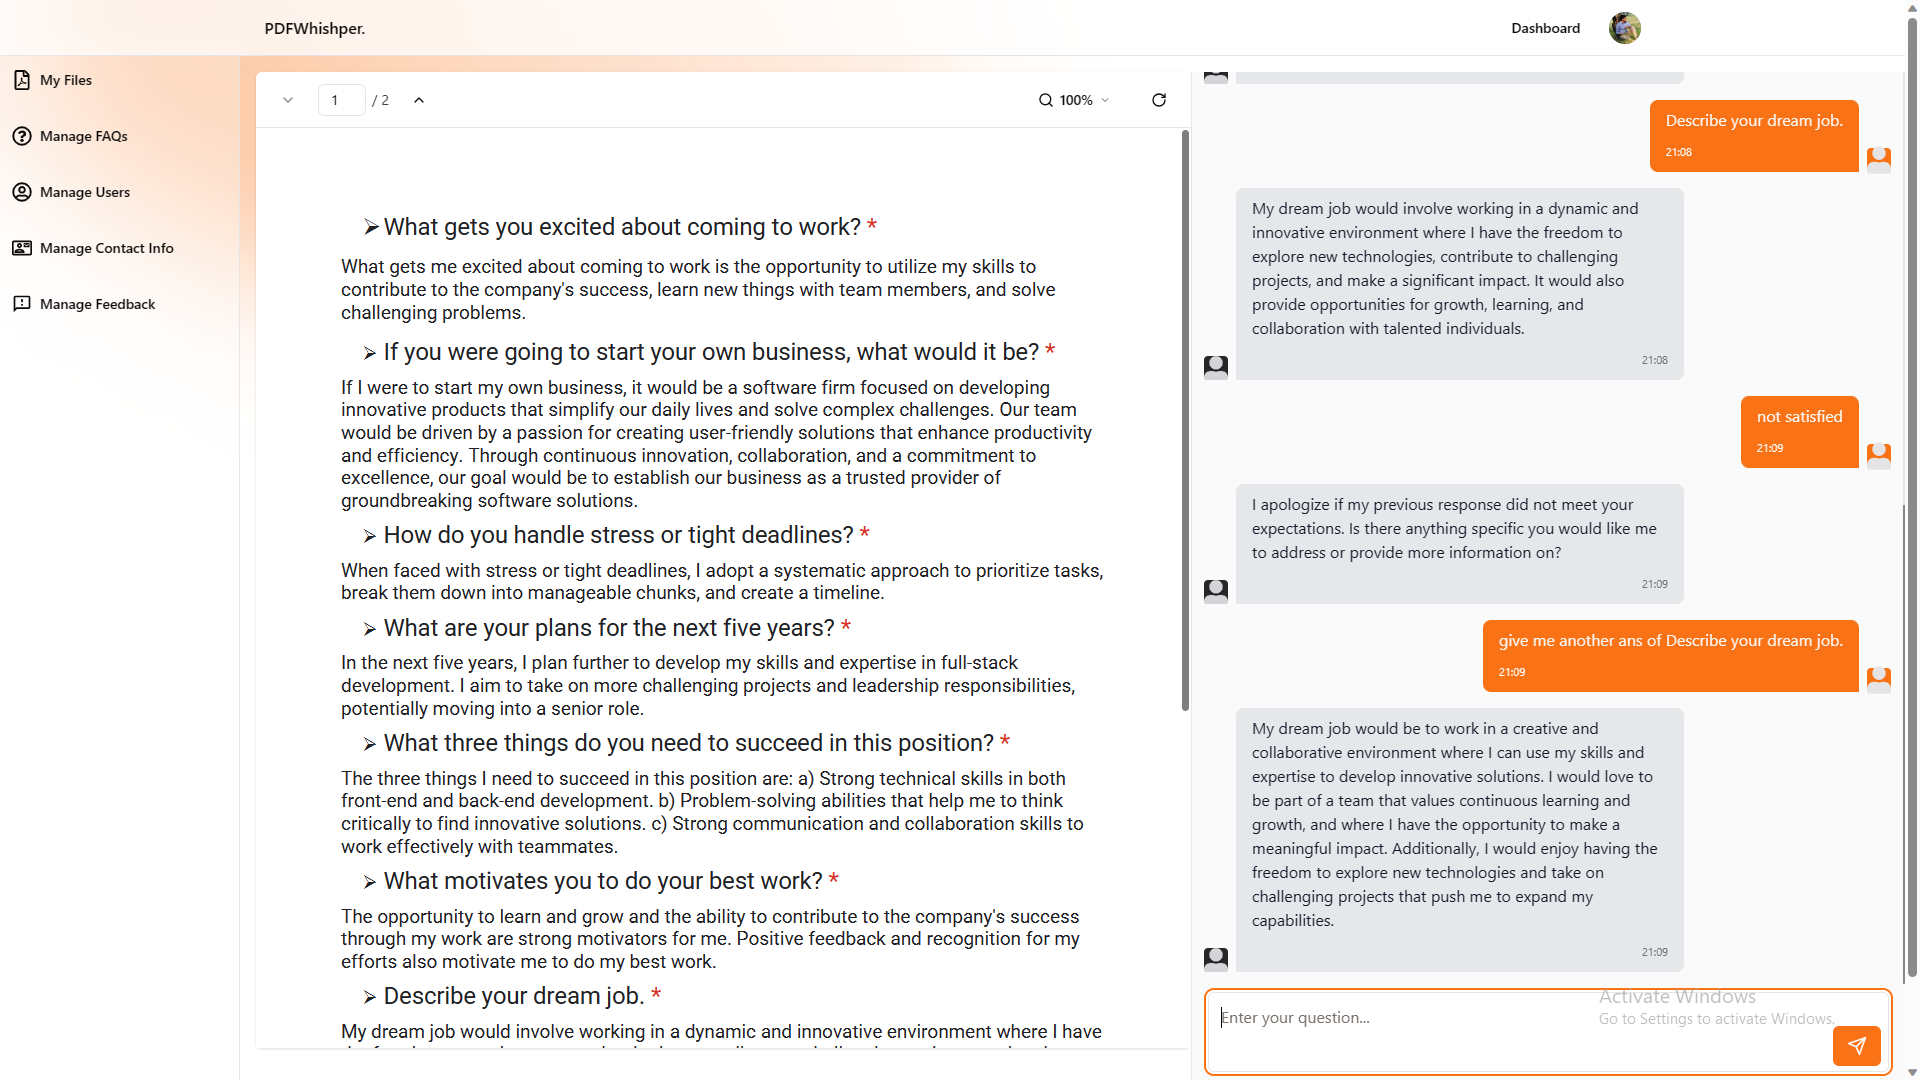 PDFWhishper.
Dashboard
My Files
Manage FAQs
Manage Users
Manage Contact Info
Manage Feedback
1 / 2
100%
➢ What gets you excited about coming to work? *
What gets me excited about coming to work is the opportunity to utilize my skills to
contribute to the company's success, learn new things with team members, and solve
challenging problems.
➢ If you were going to start your own business, what would it be? *
If I were to start my own business, it would be a software firm focused on developing
innovative products that simplify our daily lives and solve complex challenges. Our team
would be driven by a passion for creating user-friendly solutions that enhance productivity
and efficiency. Through continuous innovation, collaboration, and a commitment to
excellence, our goal would be to establish our business as a trusted provider of
groundbreaking software solutions.
➢ How do you handle stress or tight deadlines? *
When faced with stress or tight deadlines, I adopt a systematic approach to prioritize tasks,
break them down into manageable chunks, and create a timeline.
➢ What are your plans for the next five years? *
In the next five years, I plan further to develop my skills and expertise in full-stack
development. I aim to take on more challenging projects and leadership responsibilities,
potentially moving into a senior role.
➢ What three things do you need to succeed in this position? *
The three things I need to succeed in this position are: a) Strong technical skills in both
front-end and back-end development. b) Problem-solving abilities that help me to think
critically to find innovative solutions. c) Strong communication and collaboration skills to
work effectively with teammates.
➢ What motivates you to do your best work? *
The opportunity to learn and grow and the ability to contribute to the company's success
through my work are strong motivators for me. Positive feedback and recognition for my
efforts also motivate me to do my best work.
➢ Describe your dream job. *
My dream job would involve working in a dynamic and innovative environment where I have
Describe your dream job.
21:08
My dream job would involve working in a dynamic and
innovative environment where I have the freedom to
explore new technologies, contribute to challenging
projects, and make a significant impact. It would also
provide opportunities for growth, learning, and
collaboration with talented individuals.
21:08
not satisfied
21:09
I apologize if my previous response did not meet your
expectations. Is there anything specific you would like me
to address or provide more information on?
21:09
give me another ans of Describe your dream job.
21:09
My dream job would be to work in a creative and
collaborative environment where I can use my skills and
expertise to develop innovative solutions. I would love to
be part of a team that values continuous learning and
growth, and where I have the opportunity to make a
meaningful impact. Additionally, I would enjoy having the
freedom to explore new technologies and take on
challenging projects that push me to expand my
capabilities.
21:09
Enter your question...
Activate Windows
Go to Settings to activate Windows.